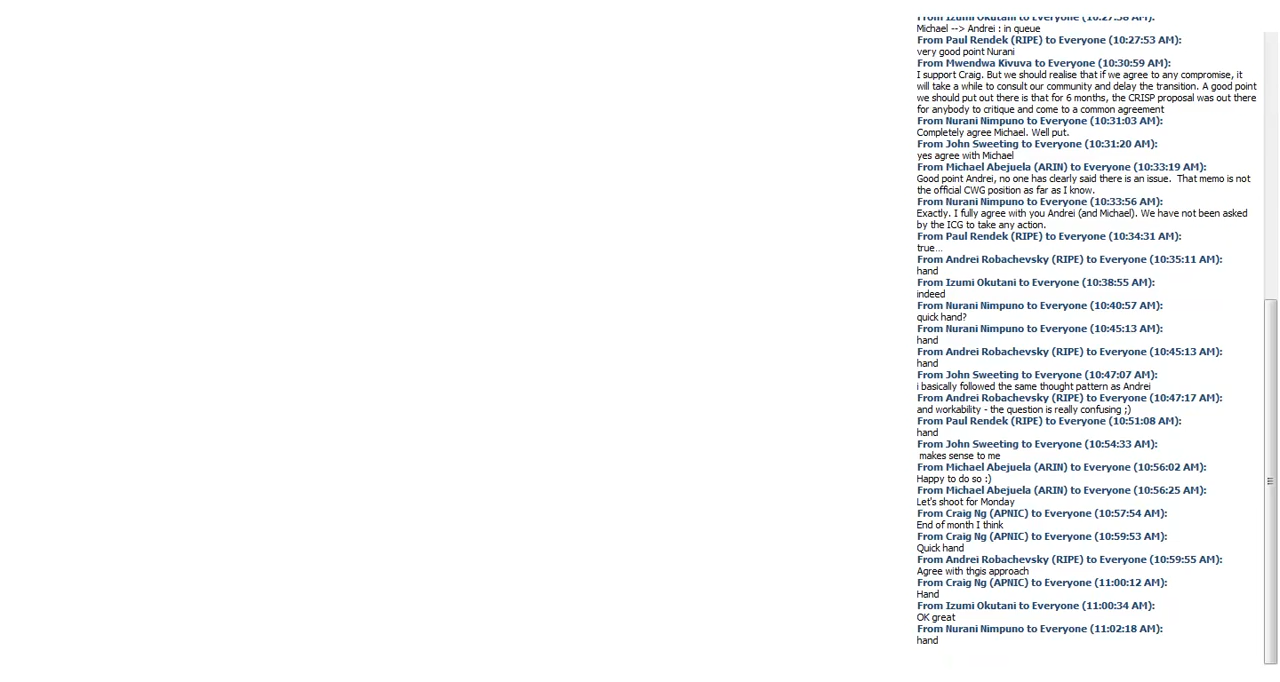 From Izumi Okutani to Everyone (10:27:38 AM):
Michael --> Andrei : in queue
From Paul Rendek (RIPE) to Everyone (10:27:53 AM):
very good point Nurani
From Mwendwa Kivuva to Everyone (10:30:59 AM):
I support Craig. But we should realise that if we agree to any compromise, it
will take a while to consult our community and delay the transition. A good point
we should put out there is that for 6 months, the CRISP proposal was out there
for anybody to critique and come to a common agreement
From Nurani Nimpuno to Everyone (10:31:03 AM):
Completely agree Michael. Well put.
From John Sweeting to Everyone (10:31:20 AM):
yes agree with Michael
From Michael Abejuela (ARIN) to Everyone (10:33:19 AM):
Good point Andrei, no one has clearly said there is an issue.  That memo is not
the official CWG position as far as I know.
From Nurani Nimpuno to Everyone (10:33:56 AM):
Exactly. I fully agree with you Andrei (and Michael). We have not been asked
by the ICG to take any action.
From Paul Rendek (RIPE) to Everyone (10:34:31 AM):
true...
From Andrei Robachevsky (RIPE) to Everyone (10:35:11 AM):
hand
From Izumi Okutani to Everyone (10:38:55 AM):
indeed
From Nurani Nimpuno to Everyone (10:40:57 AM):
quick hand?
From Nurani Nimpuno to Everyone (10:45:13 AM):
hand
From Andrei Robachevsky (RIPE) to Everyone (10:45:13 AM):
hand
From John Sweeting to Everyone (10:47:07 AM):
i basically followed the same thought pattern as Andrei
From Andrei Robachevsky (RIPE) to Everyone (10:47:17 AM):
and workability - the question is really confusing ;)
From Paul Rendek (RIPE) to Everyone (10:51:08 AM):
hand
From John Sweeting to Everyone (10:54:33 AM):
makes sense to me
From Michael Abejuela (ARIN) to Everyone (10:56:02 AM):
Happy to do so :)
From Michael Abejuela (ARIN) to Everyone (10:56:25 AM):
Let's shoot for Monday
From Craig Ng (APNIC) to Everyone (10:57:54 AM):
End of month I think
From Craig Ng (APNIC) to Everyone (10:59:53 AM):
Quick hand
From Andrei Robachevsky (RIPE) to Everyone (10:59:55 AM):
Agree with thgis approach
From Craig Ng (APNIC) to Everyone (11:00:12 AM):
Hand
From Izumi Okutani to Everyone (11:00:34 AM):
OK great
From Nurani Nimpuno to Everyone (11:02:18 AM):
hand